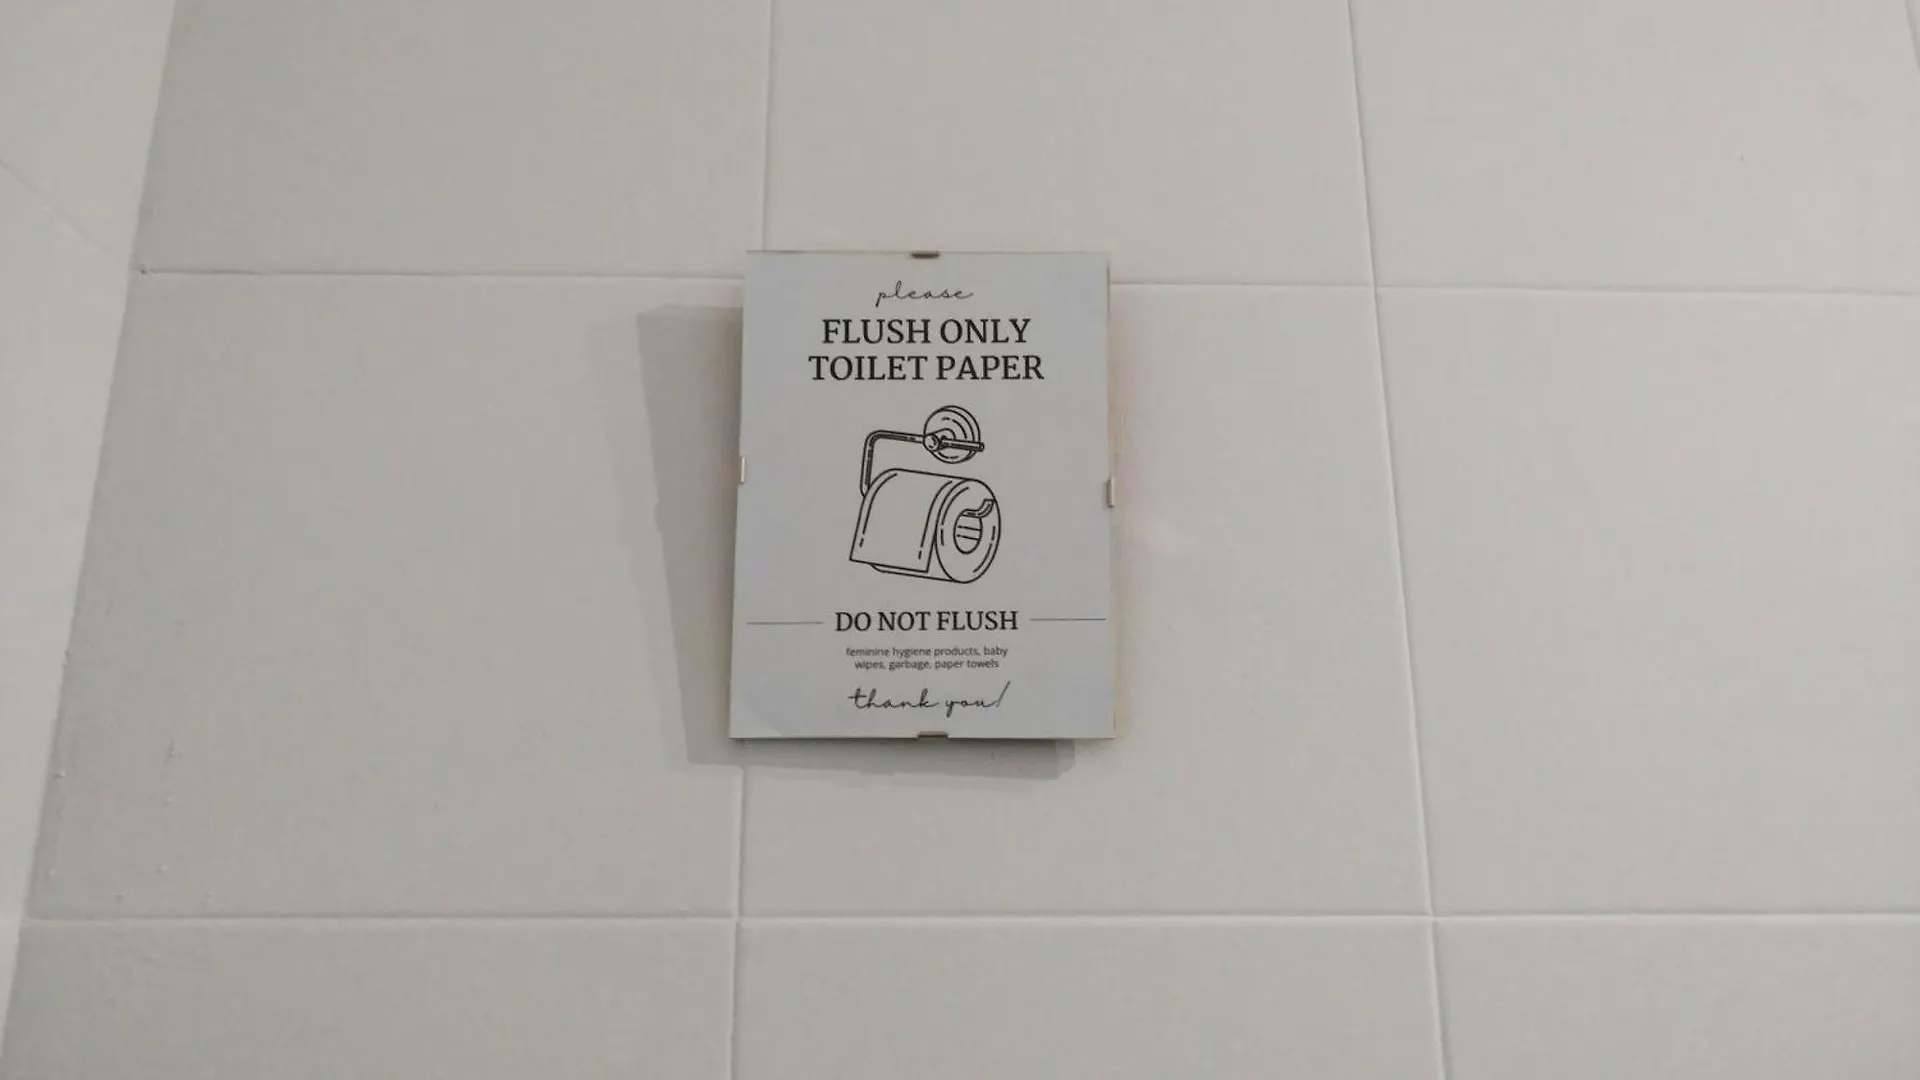 please
FLUSH ONLY
TOILET PAPER
DO NOT FLUSH
feminine hygiene products, baby
wipes, garbage, paper towels
thank you!